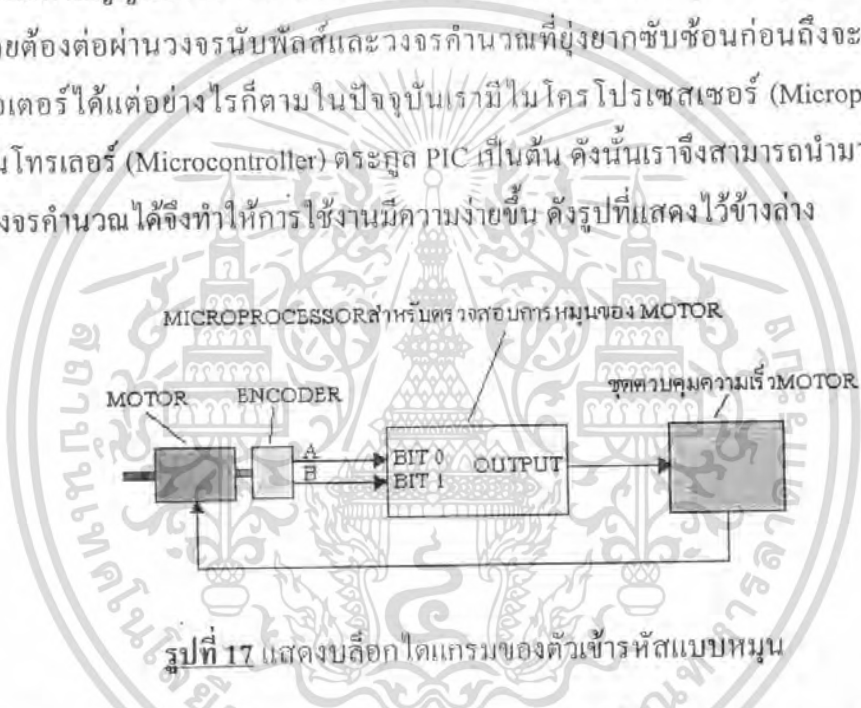 ยต้องต่อผ่านวงจรนับพัลส์และวงจรคำนวณที่ยุ่งยากซับซ้อนก่อนถึงจะ
อเตอร์ได้แต่อย่างไรก็ตามในปัจจุบันเรามีไมโครโปรเซสเซอร์ (Microp
นโทรเลอร์ (Microcontroller) ตระกูล PIC เป็นต้น ดังนั้นเราจึงสามารถนำมา
งจรคำนวณได้จึงทำให้การใช้งานมีความง่ายขึ้น ดังรูปที่แสดงไว้ข้างล่าง
MICROPROCESSORสำหรับตรวจสอบการหมุนของ MOTOR
ชุดควบคุมความเร็วMOTOR
MOTOR ENCODER
A BIT 0 OUTPUT
B BIT 1
รูปที่ 17 แสดงบล็อกไดแกรมของตัวเข้ารหัสแบบหมุน